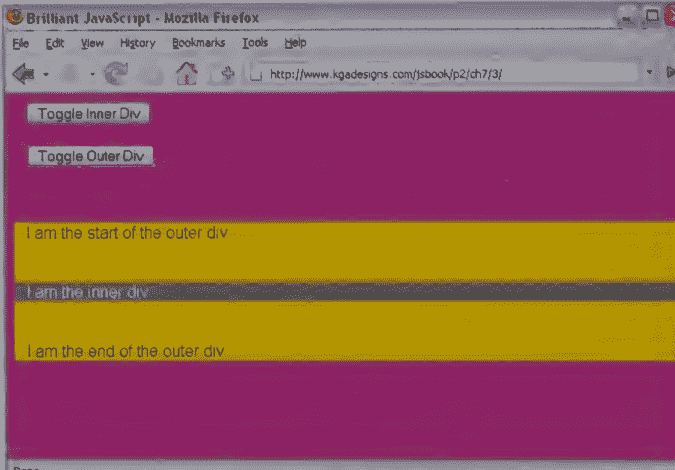 Brilliant JavaScript - Mozilla Firefox
File Edit View History Bookmarks Tools Help
http://www.kgadesigns.com/jsbook/p2/ch7/3/
Toggle Inner Div
Toggle Outer Div
I am the start of the outer div
I am the inner div
I am the end of the outer div